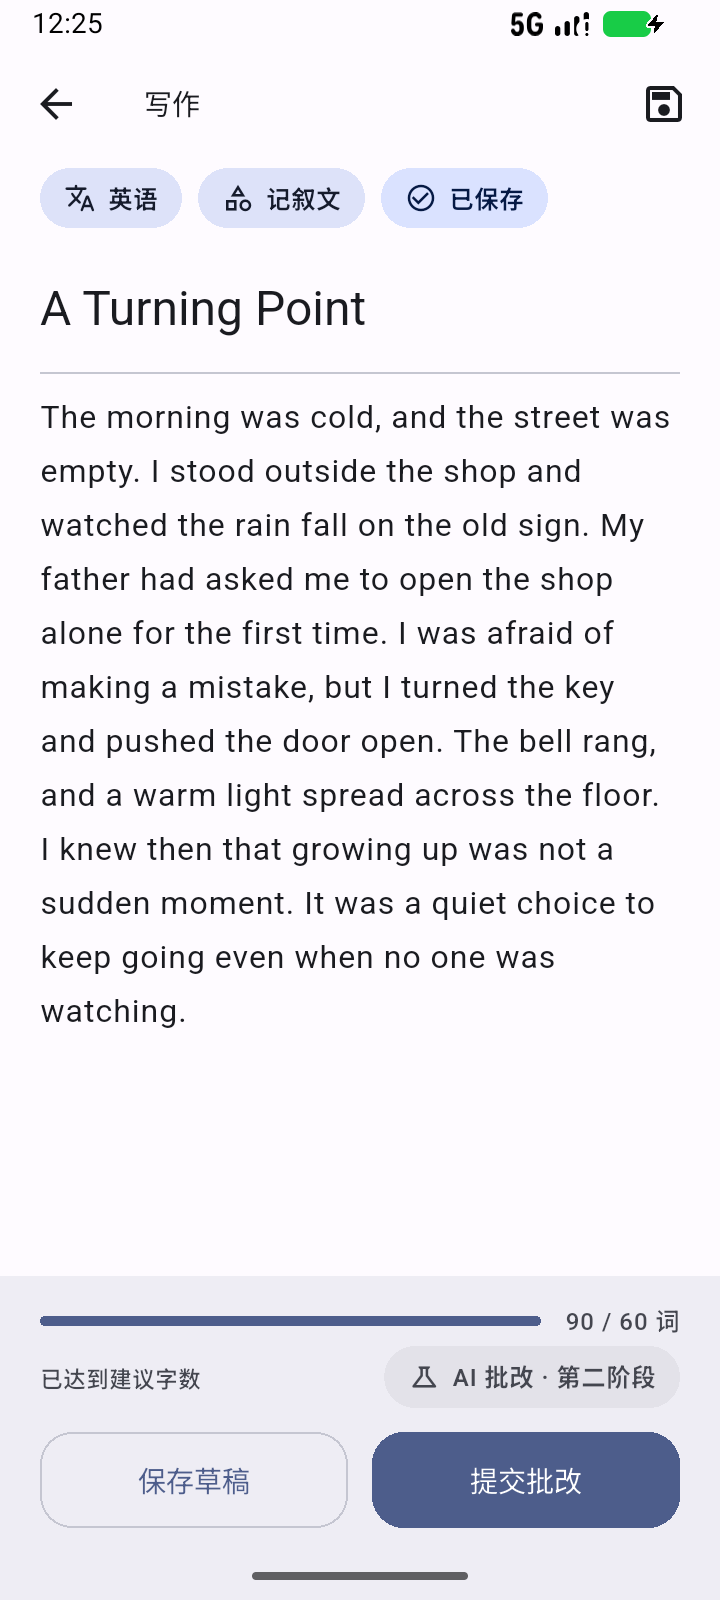 12:25
5G
写作
英语
记叙文
已保存
A Turning Point
The morning was cold, and the street was
empty. I stood outside the shop and
watched the rain fall on the old sign. My
father had asked me to open the shop
alone for the first time. I was afraid of
making a mistake, but I turned the key
and pushed the door open. The bell rang,
and a warm light spread across the floor.
I knew then that growing up was not a
sudden moment. It was a quiet choice to
keep going even when no one was
watching.
90 / 60 词
已达到建议字数
AI 批改 · 第二阶段
保存草稿
提交批改